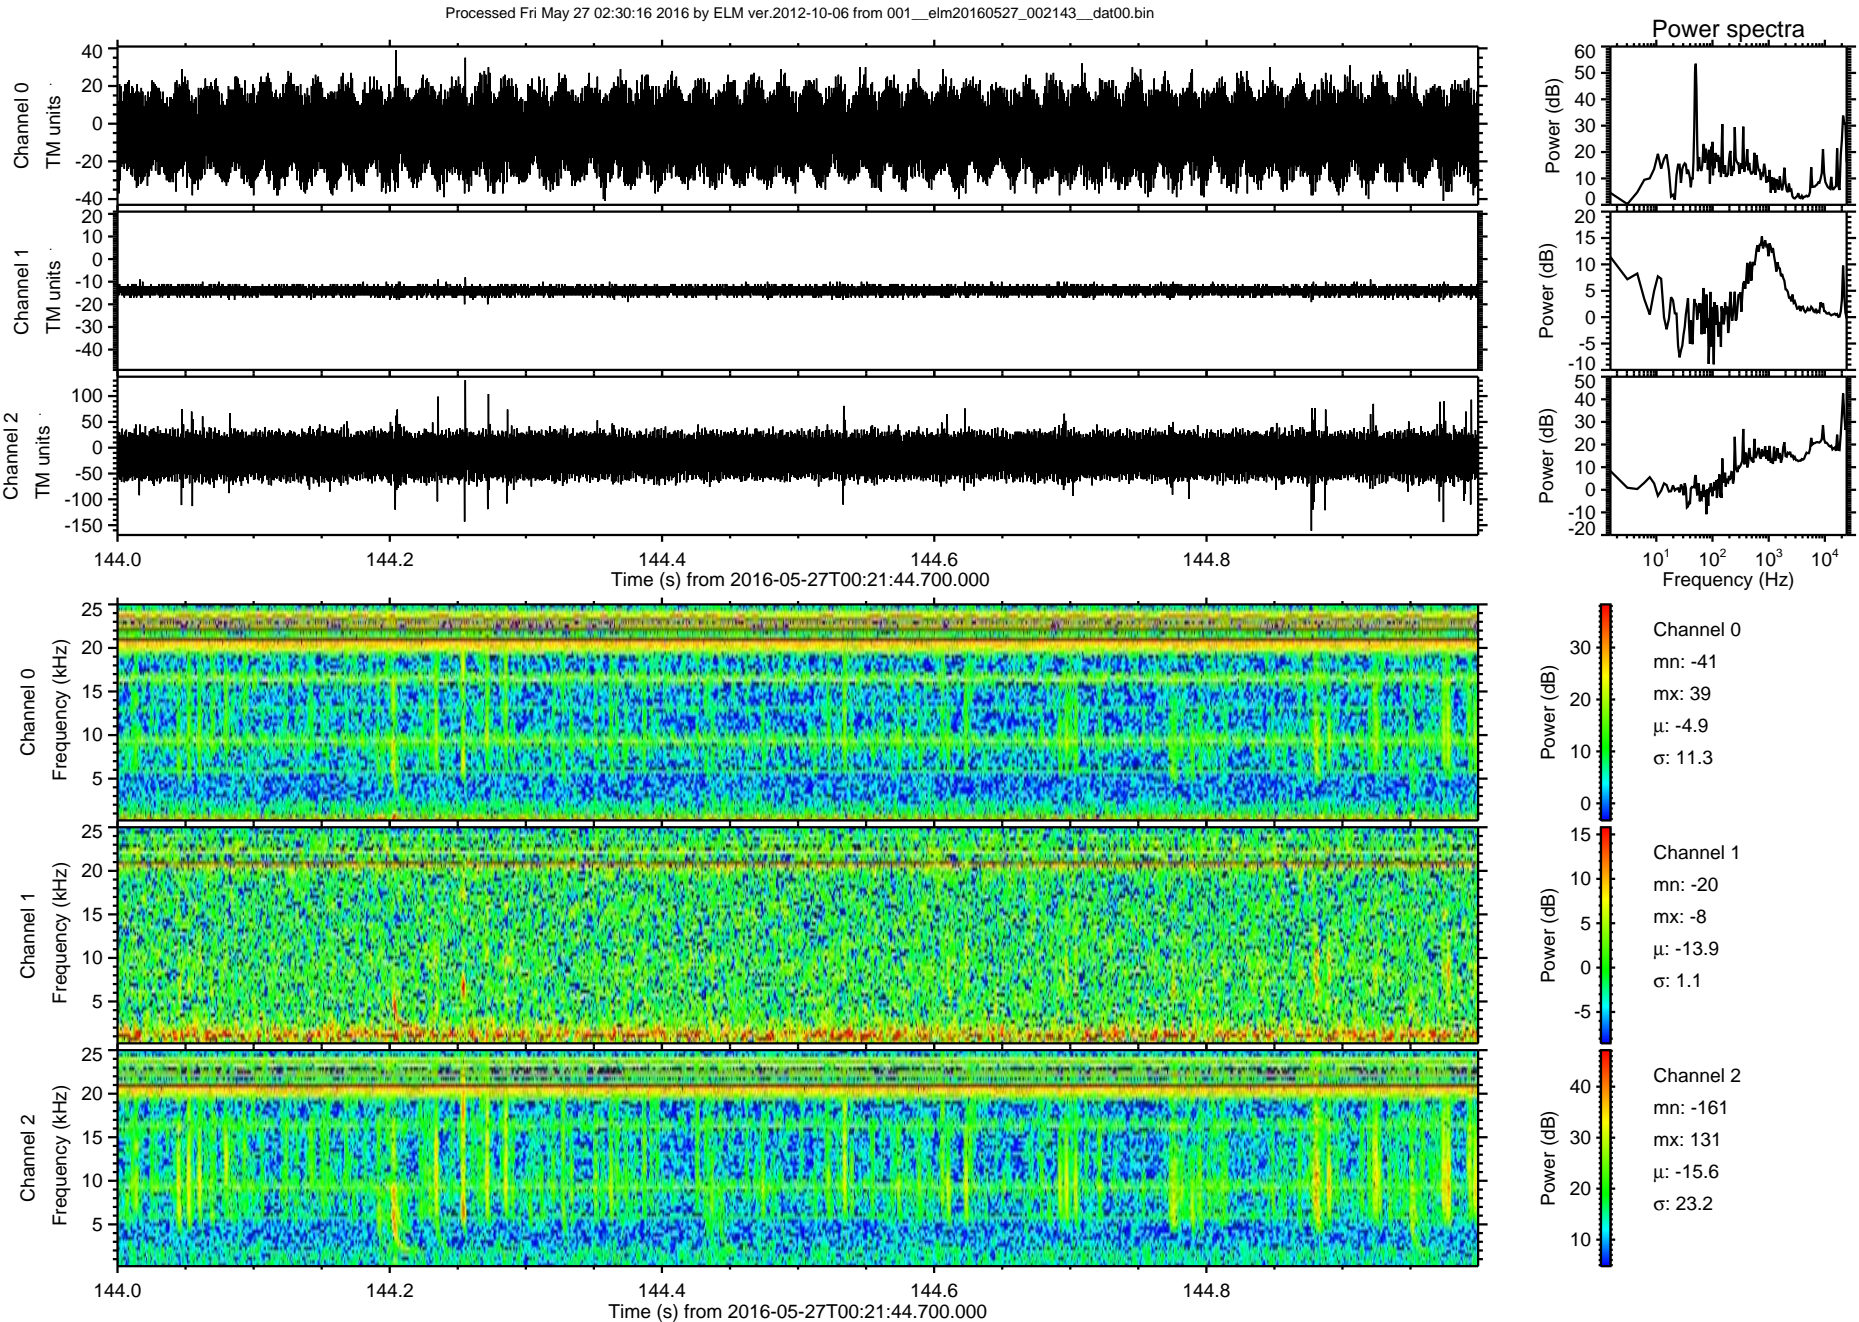 Processed Fri May 27 02:30:16 2016 by ELM ver.2012-10-06 from 001__elm20160527_002143__dat00.bin
Power spectra
Channel 0
TM units
40
20
0
-20
-40
Power (dB)
60
50
40
30
20
10
0
Channel 1
TM units
20
10
0
-10
-20
-30
-40
Power (dB)
20
15
10
5
0
-5
-10
Channel 2
TM units
100
50
0
-50
-100
-150
Power (dB)
50
40
30
20
10
0
-10
-20
144.0 144.2 144.4 144.6 144.8
Time (s) from 2016-05-27T00:21:44.700.000
10¹ 10² 10³ 10⁴
Frequency (Hz)
Channel 0
Frequency (kHz)
25
20
15
10
5
Power (dB)
30
20
10
0
Channel 0
mn: -41
mx: 39
μ: -4.9
σ: 11.3
Channel 1
Frequency (kHz)
25
20
15
10
5
Power (dB)
15
10
5
0
-5
Channel 1
mn: -20
mx: -8
μ: -13.9
σ: 1.1
Channel 2
Frequency (kHz)
25
20
15
10
5
Power (dB)
40
30
20
10
Channel 2
mn: -161
mx: 131
μ: -15.6
σ: 23.2
144.0 144.2 144.4 144.6 144.8
Time (s) from 2016-05-27T00:21:44.700.000